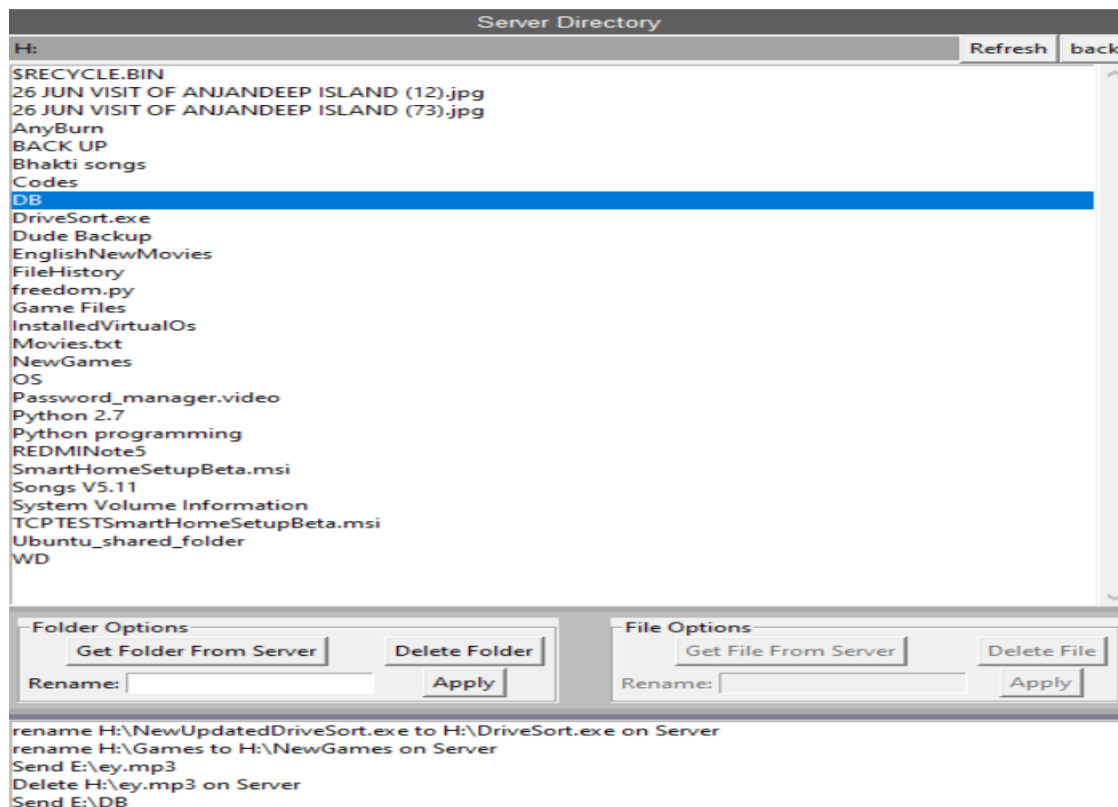 Server Directory
H: Refresh back
$RECYCLE.BIN
26 JUN VISIT OF ANJANDEEP ISLAND (12).jpg
26 JUN VISIT OF ANJANDEEP ISLAND (73).jpg
AnyBurn
BACK UP
Bhakti songs
Codes
DB
DriveSort.exe
Dude Backup
EnglishNewMovies
FileHistory
freedom.py
Game Files
InstalledVirtualOs
Movies.txt
NewGames
OS
Password_manager.video
Python 2.7
Python programming
REDMINote5
SmartHomeSetupBeta.msi
Songs V5.11
System Volume Information
TCPTESTSmartHomeSetupBeta.msi
Ubuntu_shared_folder
WD
Folder Options
Get Folder From Server Delete Folder
Rename: Apply
File Options
Get File From Server Delete File
Rename: Apply
rename H:\NewUpdatedDriveSort.exe to H:\DriveSort.exe on Server
rename H:\Games to H:\NewGames on Server
Send E:\ey.mp3
Delete H:\ey.mp3 on Server
Send E:\DB